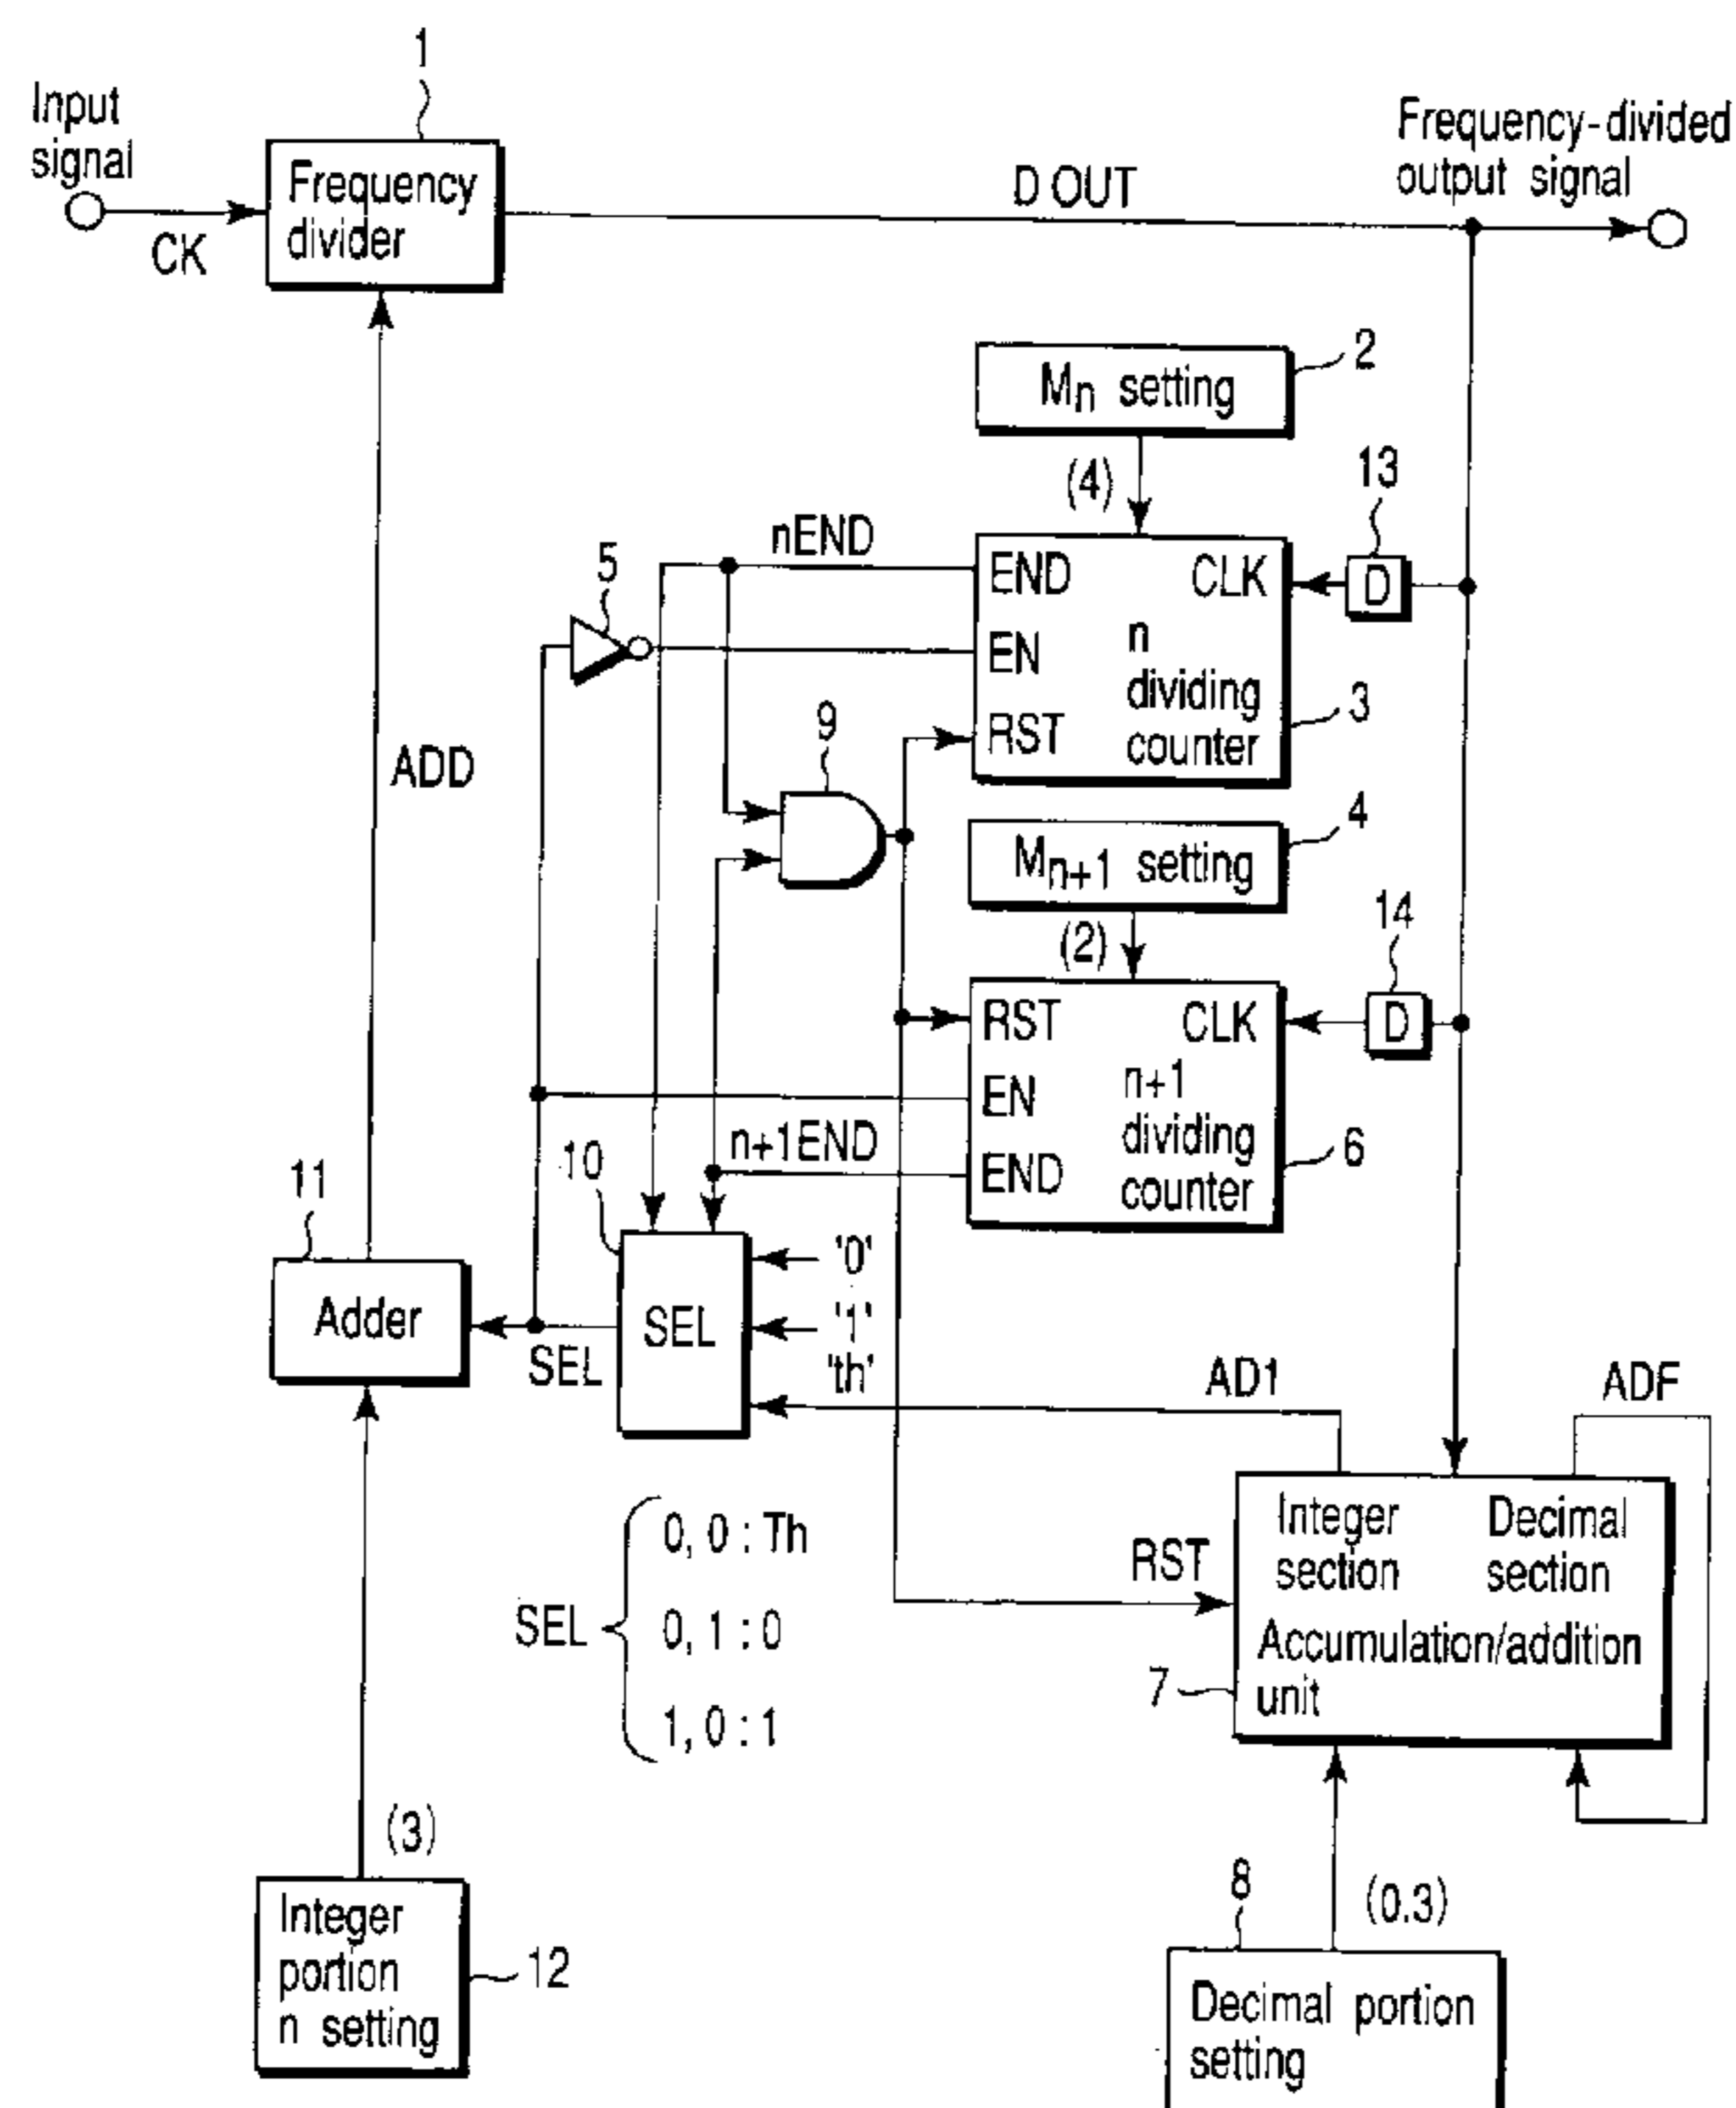 1
Input
signal
CK
Frequency
divider
D OUT
Frequency-divided
output signal
Mn setting
2
(4)
13
nEND
5
END
CLK
D
EN
n
dividing
counter
RST
3
ADD
9
4
Mn+1 setting
14
(2)
RST
CLK
D
EN
n+1
dividing
counter
n+1END
END
6
10
11
'0'
Adder
SEL
SEL
'1'
'th'
AD1
ADF
SEL
0, 0 : Th
0, 1 : 0
1, 0 : 1
RST
Integer
section
Decimal
section
Accumulation/addition
unit
7
(3)
8
(0.3)
Integer
portion
n setting
12
Decimal portion
setting